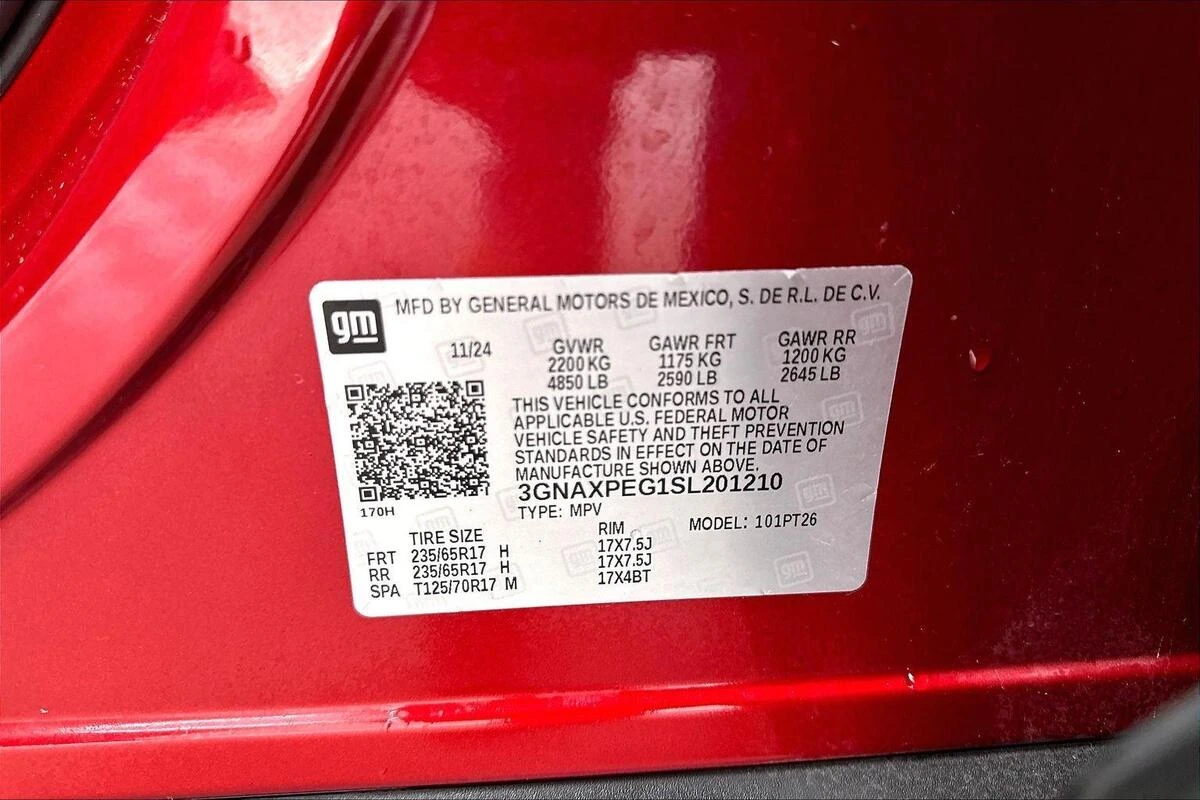 gm
MFD BY GENERAL MOTORS DE MEXICO, S. DE R.L. DE C.V.
11/24 GVWR GAWR FRT GAWR RR
2200 KG 1175 KG 1200 KG
4850 LB 2590 LB 2645 LB
THIS VEHICLE CONFORMS TO ALL
APPLICABLE U.S. FEDERAL MOTOR
VEHICLE SAFETY AND THEFT PREVENTION
STANDARDS IN EFFECT ON THE DATE OF
MANUFACTURE SHOWN ABOVE.
3GNAXPEG1SL201210
170H
TYPE: MPV
MODEL: 101PT26
TIRE SIZE RIM
FRT 235/65R17 H 17X7.5J
RR 235/65R17 H 17X7.5J
SPA T125/70R17 M 17X4BT